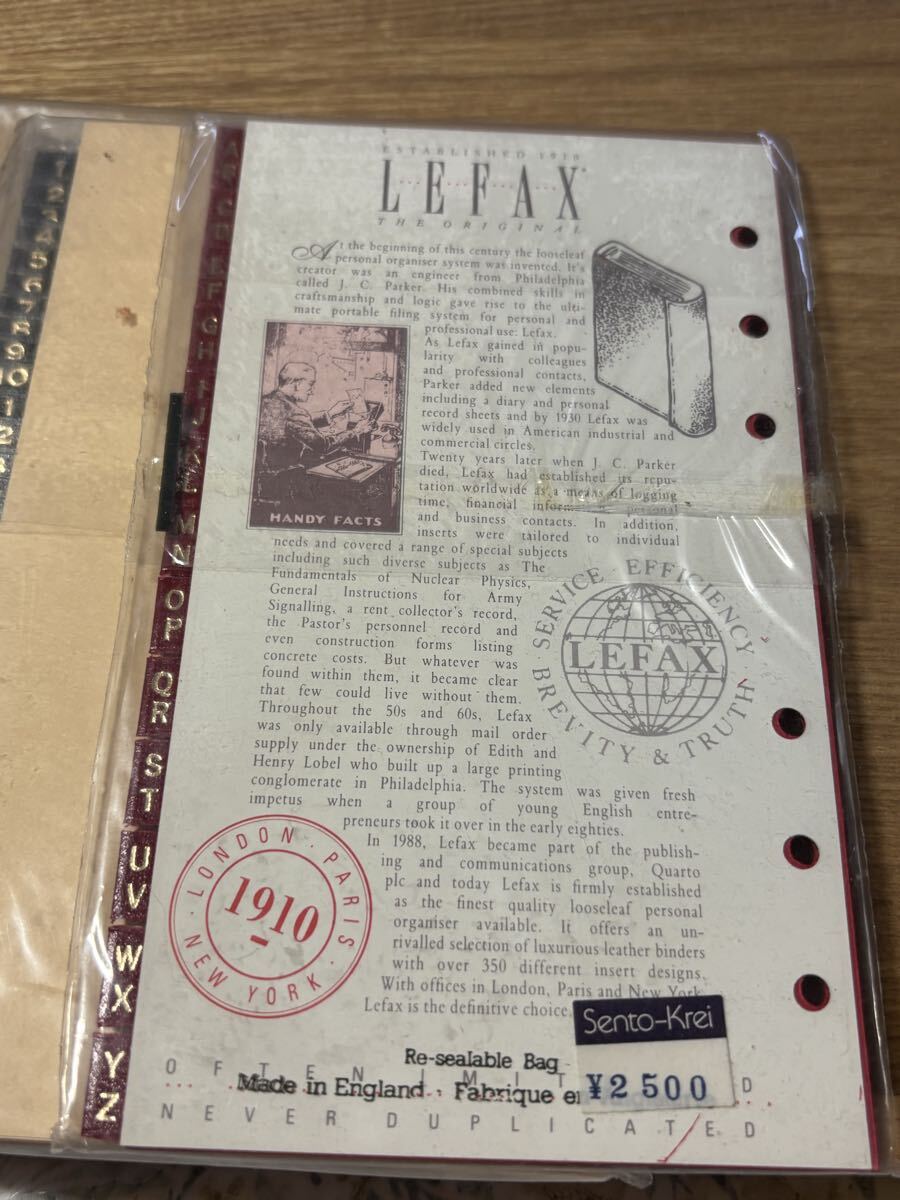 1
2
4
5
6
7
8
9
10
1
2
A
B
C
D
E
F
G
H
I
J
K
L
M
N
O
P
Q
R
S
T
U
V
W
X
Y
Z
ESTABLISHED 1910
LEFAX
THE ORIGINAL
At the beginning of this century the looseleaf
personal organiser system was invented. It's
creator was an engineer from Philadelphia
called J. C. Parker. His combined skills in
craftsmanship and logic gave rise to the ulti-
mate portable filing system for personal and
professional use: Lefax.
As Lefax gained in popu-
larity with colleagues
and professional contacts,
Parker added new elements
including a diary and personal
record sheets and by 1930 Lefax was
widely used in American industrial and
commercial circles.
HANDY FACTS
Twenty years later when J. C. Parker
died, Lefax had established its repu-
tation worldwide as a means of logging
time, financial personal
and business contacts. In addition,
inserts were tailored to individual
needs and covered a range of special subjects
including such diverse subjects as The
Fundamentals of Nuclear Physics,
General Instructions for Army
Signalling, a rent collector's record,
the Pastor's personnel record and
even construction forms listing
concrete costs. But whatever was
found within them, it became clear
that few could live without them.
SERVICE · EFFICIENCY
LEFAX
BREVITY & TRUTH
Throughout the 50s and 60s, Lefax
was only available through mail order
supply under the ownership of Edith and
Henry Lobel who built up a large printing
conglomerate in Philadelphia. The system was given fresh
impetus when a group of young English entre-
preneurs took it over in the early eighties.
In 1988, Lefax became part of the publish-
ing and communications group, Quarto
plc and today Lefax is firmly established
as the finest quality looseleaf personal
organiser available. It offers an un-
rivalled selection of luxurious leather binders
with over 350 different insert designs.
With offices in London, Paris and New York
Lefax is the definitive choice.
LONDON · PARIS · NEW YORK ·
1910
Sento-Krei
¥2500
Re-sealable Bag
OFTEN IMIT D
Made in England · Fabrique e
NEVER DUPLICATED